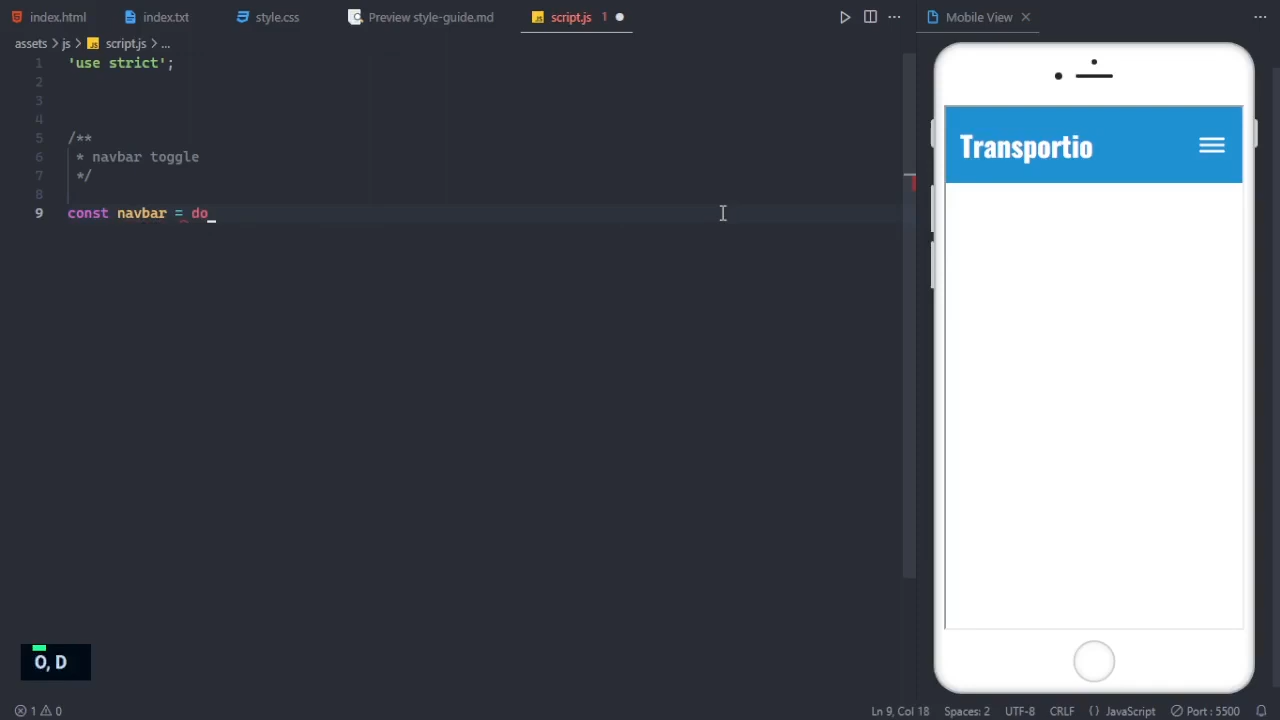 index.html index.txt style.css Preview style-guide.md script.js 1 Mobile View
assets js script.js ...
1 'use strict';
2
3
4
5 /**
6 * navbar toggle
7 */
8
9 const navbar = do
Transportio
O, D
1 0 Ln 9, Col 18 Spaces: 2 UTF-8 CRLF {} JavaScript Port : 5500